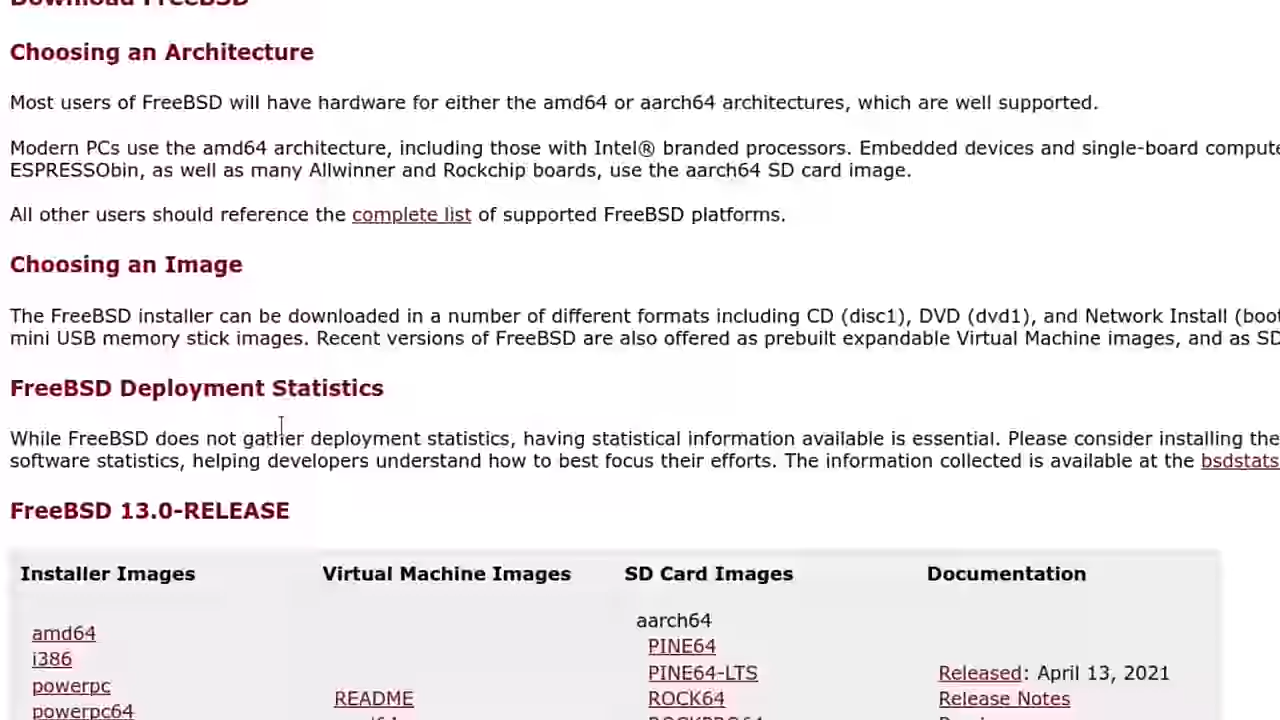 Download FreeBSD
Choosing an Architecture
Most users of FreeBSD will have hardware for either the amd64 or aarch64 architectures, which are well supported.
Modern PCs use the amd64 architecture, including those with Intel® branded processors. Embedded devices and single-board
ESPRESSObin, as well as many Allwinner and Rockchip boards, use the aarch64 SD card image.
All other users should reference the complete list of supported FreeBSD platforms.
Choosing an Image
The FreeBSD installer can be downloaded in a number of different formats including CD (disc1), DVD (dvd1), and Network Install (boot
mini USB memory stick images. Recent versions of FreeBSD are also offered as prebuilt expandable Virtual Machine images, and as SD
FreeBSD Deployment Statistics
While FreeBSD does not gather deployment statistics, having statistical information available is essential. Please consider installing the
software statistics, helping developers understand how to best focus their efforts. The information collected is available at the bsdstats
FreeBSD 13.0-RELEASE
Installer Images Virtual Machine Images SD Card Images Documentation
aarch64
amd64
PINE64
i386
PINE64-LTS Released: April 13, 2021
powerpc
README ROCK64 Release Notes
powerpc64